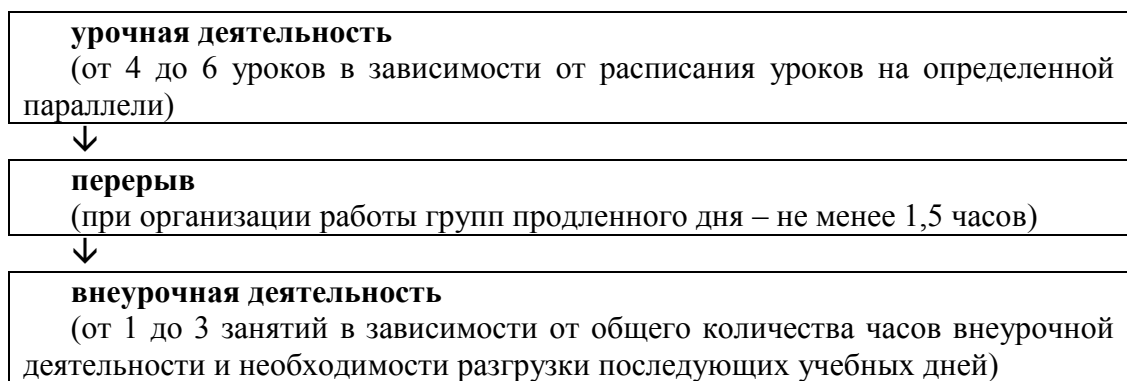 урочная деятельность
(от 4 до 6 уроков в зависимости от расписания уроков на определенной
параллели)
↓
перерыв
(при организации работы групп продленного дня – не менее 1,5 часов)
↓
внеурочная деятельность
(от 1 до 3 занятий в зависимости от общего количества часов внеурочной
деятельности и необходимости разгрузки последующих учебных дней)